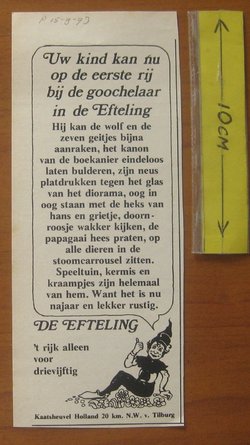 P 15-9-73
Uw kind kan nu
op de eerste rij
bij de goochelaar
in de Efteling
Hij kan de wolf en de
zeven geitjes bijna
aanraken, het kanon
van de boekanier eindeloos
laten bulderen, zijn neus
platdrukken tegen het glas
van het diorama, oog in
oog staan met de heks van
hans en grietje, doorn-
roosje wakker kijken, de
papagaai hees praten, op
alle dieren in de
stoomcarrousel zitten.
Speeltuin, kermis en
kraampjes zijn helemaal
van hem. Want het is nu
najaar en lekker rustig.
DE EFTELING
't rijk alleen
voor
drievijftig
Kaatsheuvel Holland 20 km. N.W. v. Tilburg
10CM